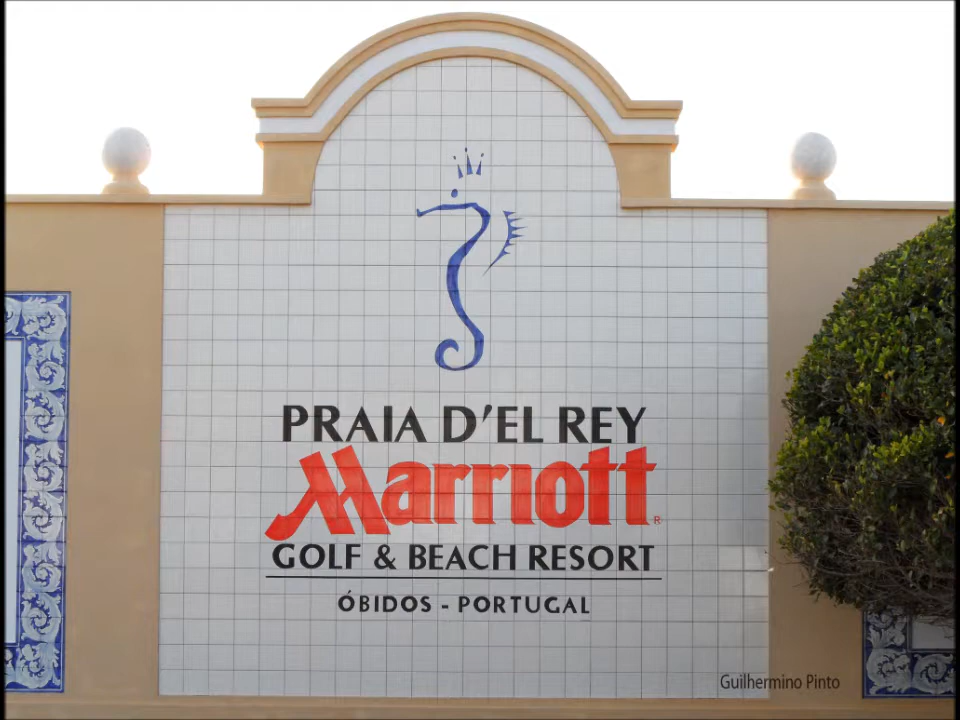 PRAIA D'EL REY
Marriott®
GOLF & BEACH RESORT
ÓBIDOS - PORTUGAL
Guilhermino Pinto